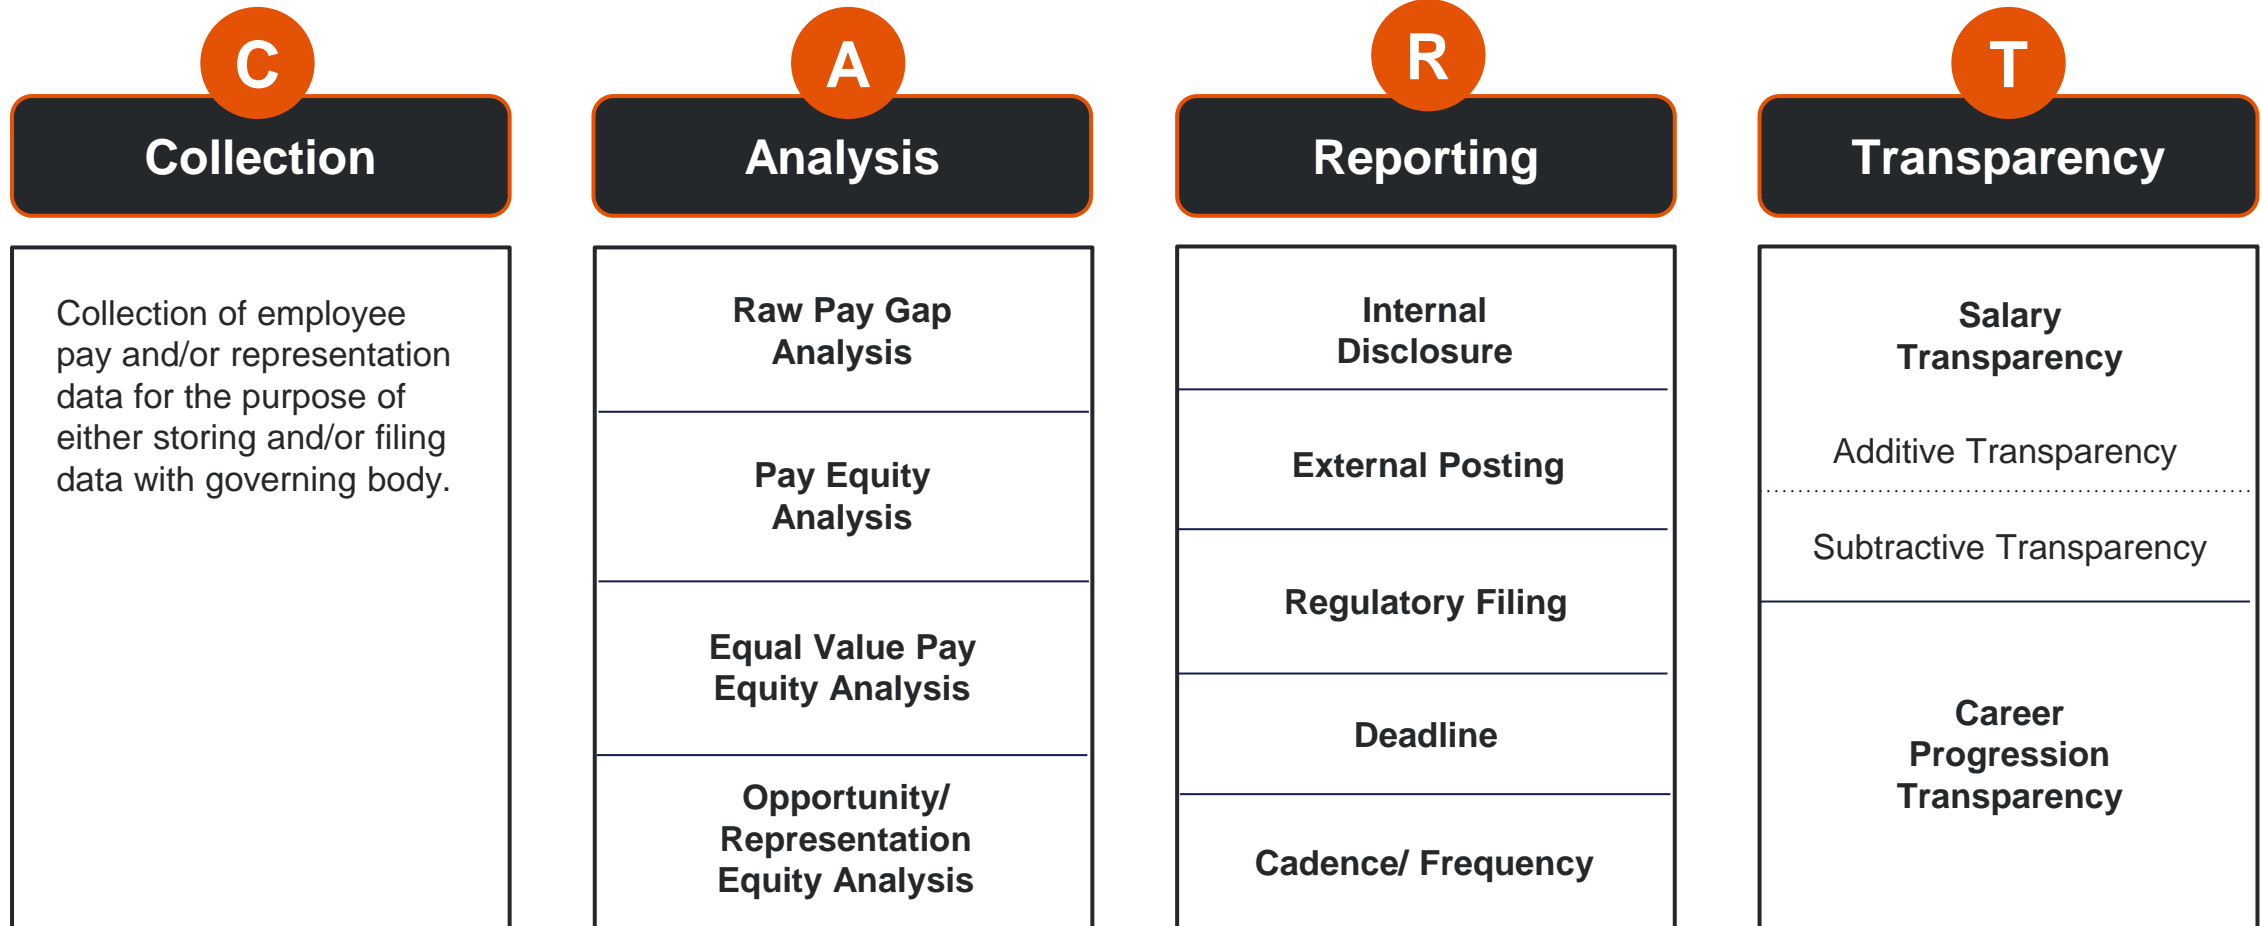 C
Collection
Collection of employee
pay and/or representation
data for the purpose of
either storing and/or filing
data with governing body.
A
Analysis
Raw Pay Gap
Analysis
Pay Equity
Analysis
Equal Value Pay
Equity Analysis
Opportunity/
Representation
Equity Analysis
R
Reporting
Internal
Disclosure
External Posting
Regulatory Filing
Deadline
Cadence/ Frequency
T
Transparency
Salary
Transparency
Additive Transparency
Subtractive Transparency
Career
Progression
Transparency